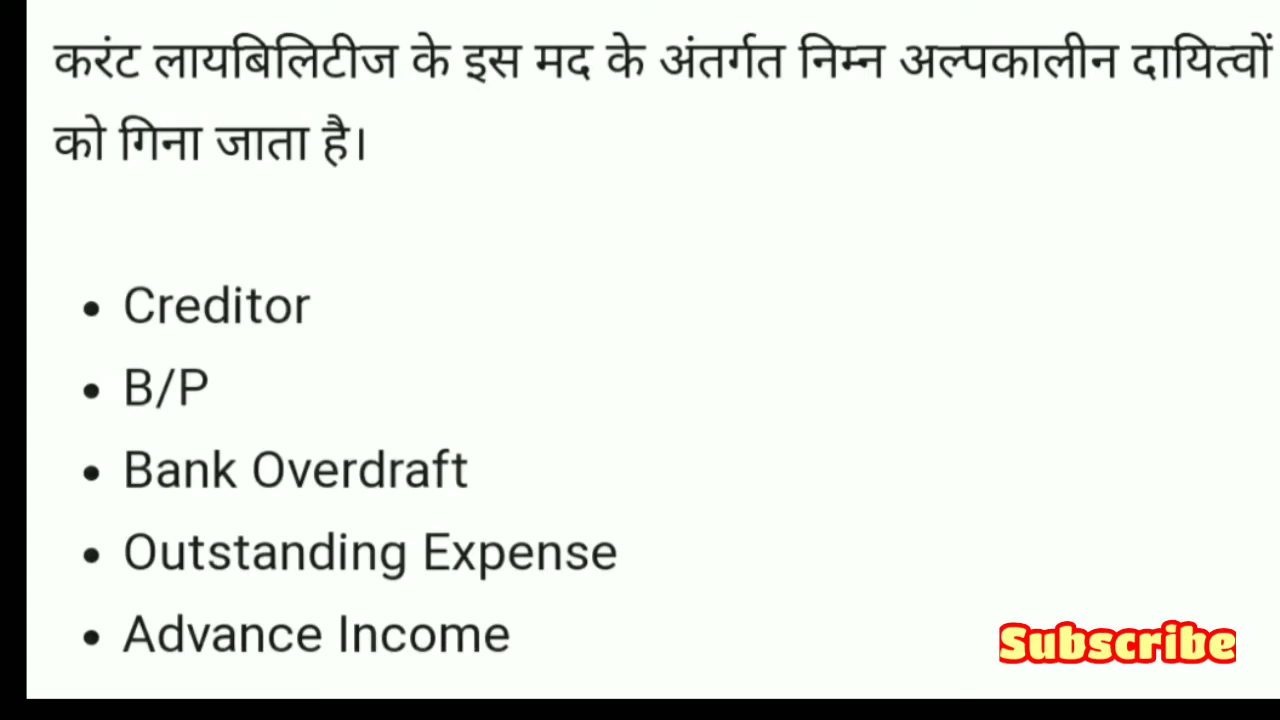 करंट लायबिलिटीज के इस मद के अंतर्गत निम्न अल्पकालीन दायित्वों
को गिना जाता है।
• Creditor
• B/P
• Bank Overdraft
• Outstanding Expense
• Advance Income
Subscribe